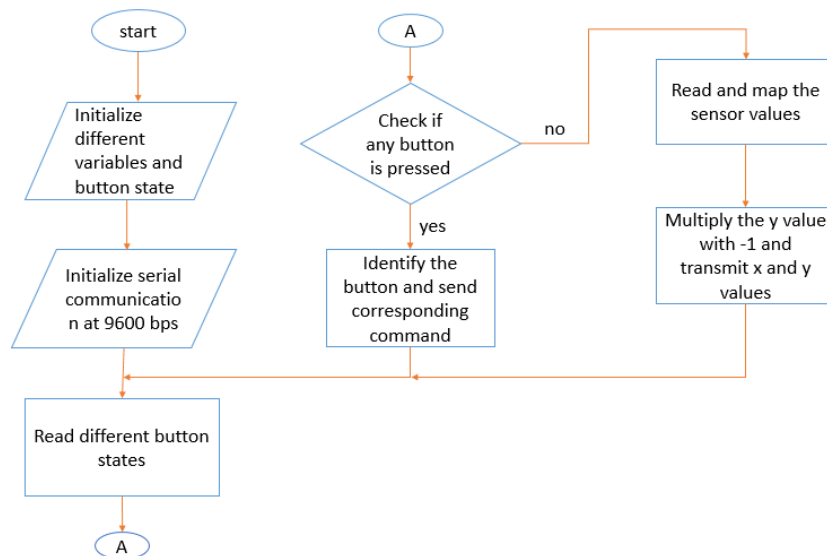 start
Initialize
different
variables and
button state
Initialize serial
communicatio
n at 9600 bps
Read different button
states
A
A
Check if
any button
is pressed
no
yes
Identify the
button and send
corresponding
command
Read and map the
sensor values
Multiply the y value
with -1 and
transmit x and y
values